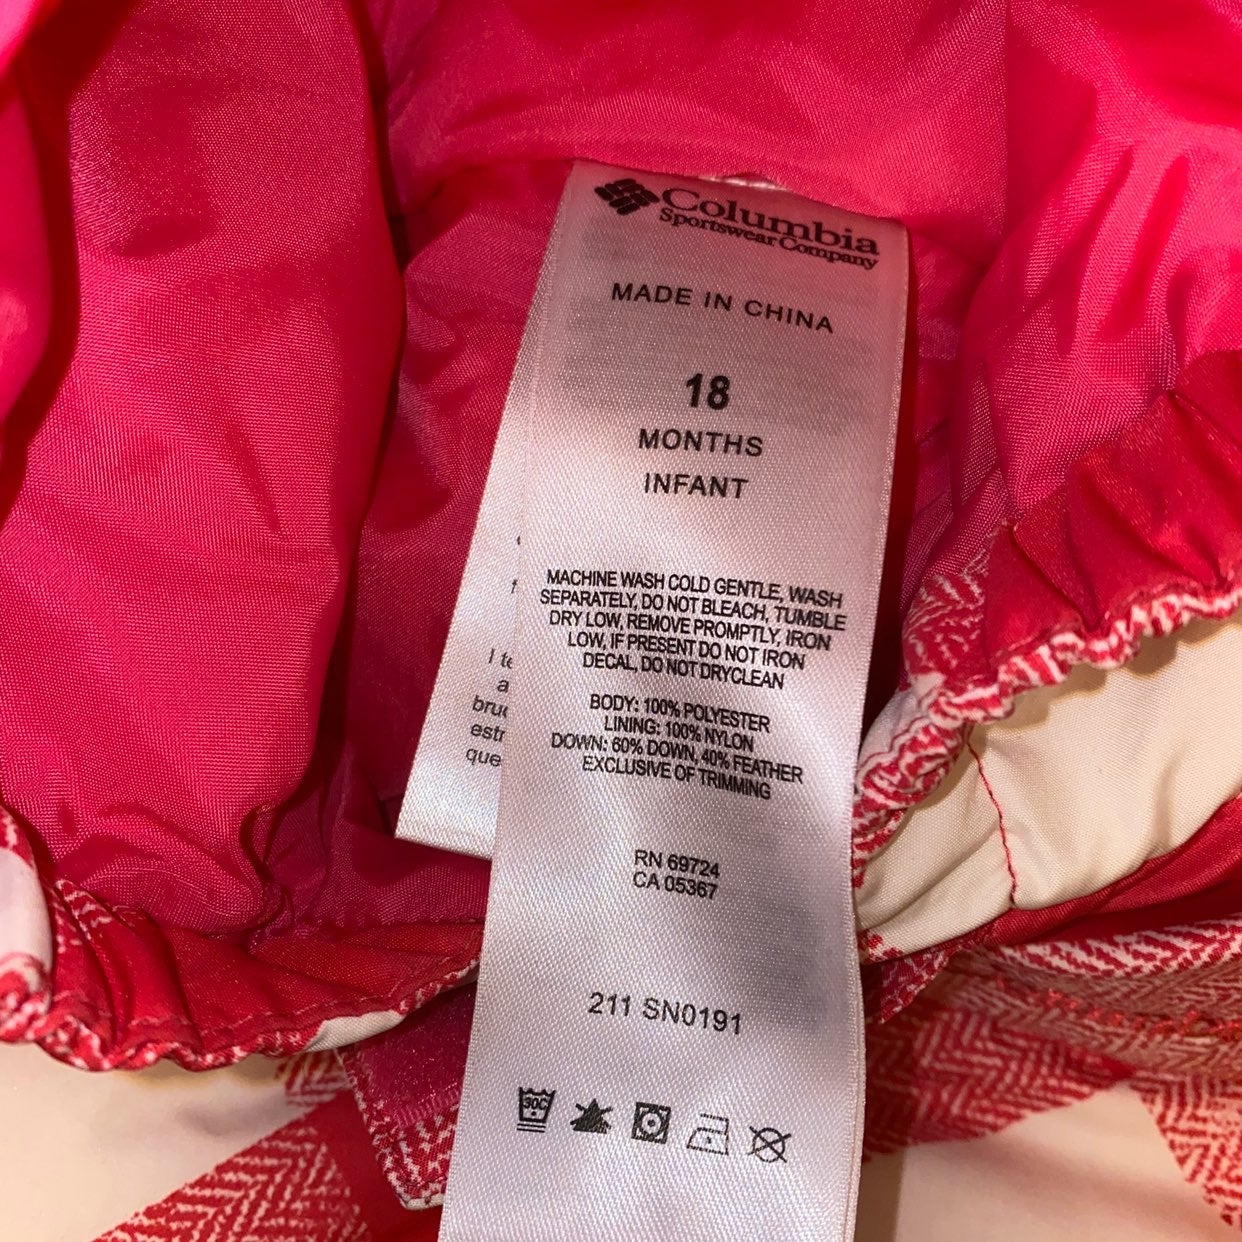 Columbia
Sportswear Company
MADE IN CHINA
18
MONTHS
INFANT
MACHINE WASH COLD GENTLE, WASH
SEPARATELY, DO NOT BLEACH, TUMBLE
DRY LOW, REMOVE PROMPTLY, IRON
LOW, IF PRESENT DO NOT IRON
DECAL, DO NOT DRYCLEAN
BODY: 100% POLYESTER
LINING: 100% NYLON
DOWN: 60% DOWN, 40% FEATHER
EXCLUSIVE OF TRIMMING
RN 69724
CA 05367
211 SN0191
30C